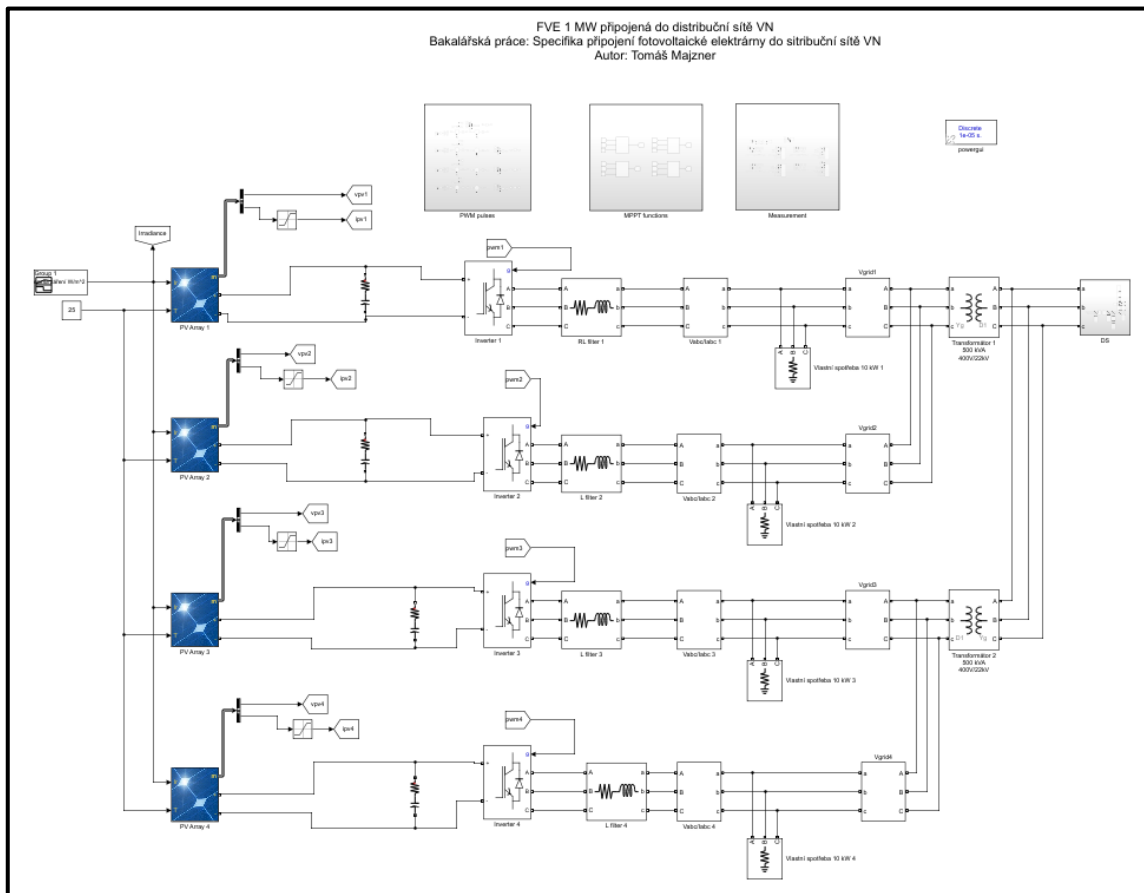 FVE 1 MW připojená do distribuční sítě VN
Bakalářská práce: Specifika připojení fotovoltaické elektrárny do sitribuční sítě VN
Autor: Tomáš Majzner
Discrete
1e-05 s.
powergui
PWM pulses
MPPT functions
Measurement
vpv1
ipv1
Irradiance
Group 1
W/m^2
25
PV Array 1
pwm1
Inverter 1
RL filter 1
Vabc/Iabc 1
Vlastní spotřeba 10 kW 1
Vgrid1
Transformátor 1
500 kVA
400V/22kV
DS
vpv2
ipv2
PV Array 2
pwm2
Inverter 2
L filter 2
Vabc/Iabc 2
Vlastní spotřeba 10 kW 2
Vgrid2
vpv3
ipv3
PV Array 3
pwm3
Inverter 3
L filter 3
Vabc/Iabc 3
Vlastní spotřeba 10 kW 3
Vgrid3
Transformátor 2
500 kVA
400V/22kV
vpv4
ipv4
PV Array 4
pwm4
Inverter 4
L filter 4
Vabc/Iabc 4
Vlastní spotřeba 10 kW 4
Vgrid4